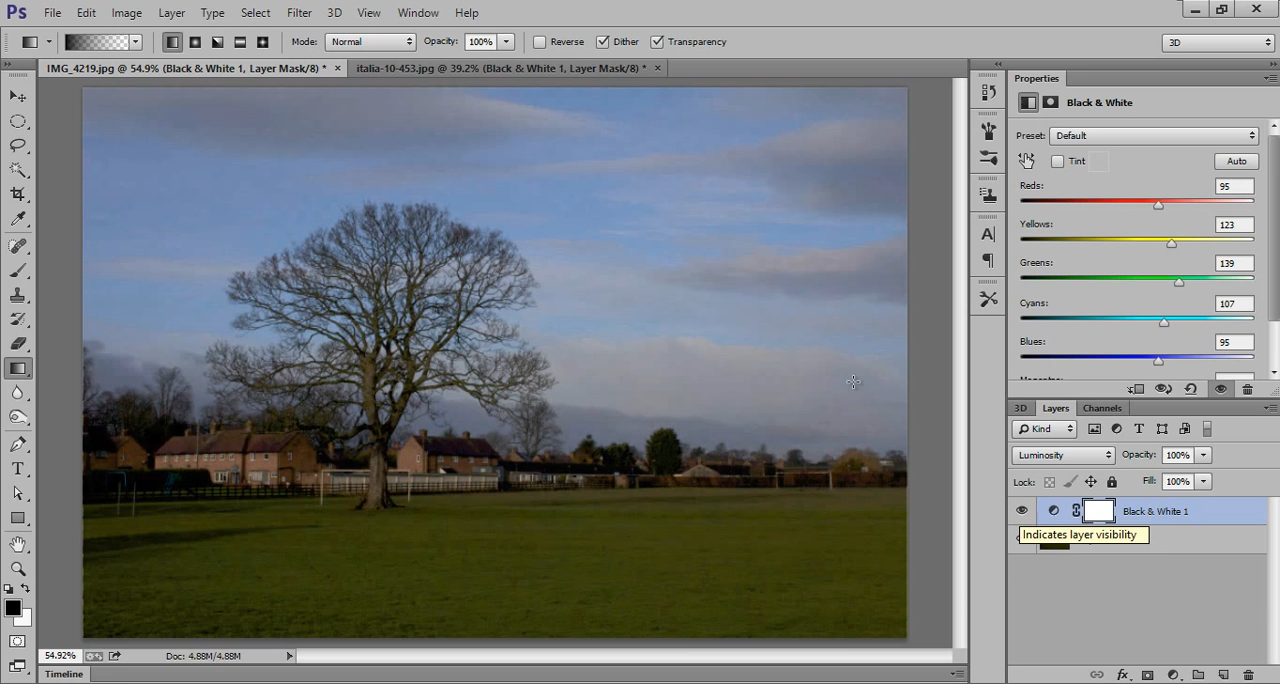 Ps File Edit Image Layer Type Select Filter 3D View Window Help
Mode: Normal Opacity: 100% Reverse Dither Transparency 3D
IMG_4219.jpg @ 54.9% (Black & White 1, Layer Mask/8) * × italia-10-453.jpg @ 39.2% (Black & White 1, Layer Mask/8) * ×
Properties
Black & White
Preset: Default
Tint Auto
Reds: 95
Yellows: 123
Greens: 139
Cyans: 107
Blues: 95
3D Layers Channels
Kind
Luminosity Opacity: 100%
Lock: Fill: 100%
Black & White 1
Indicates layer visibility
54.92% Doc: 4.88M/4.88M
Timeline